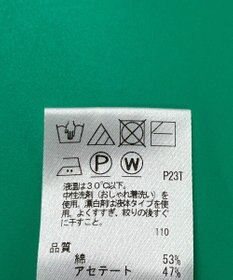 P
W
P23T
液温は30℃以下。
中性洗剤(おしゃれ着洗い)を
使用。漂白剤は液体タイプを使
用。よくすすぎ、絞りの後すぐ
に干すこと。
110
品質
綿 53%
アセテート 47%